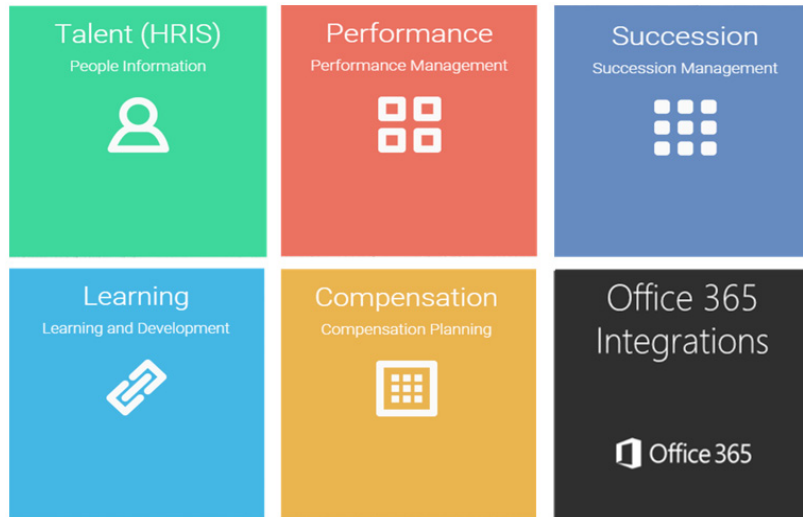 Talent (HRIS)
People Information
Performance
Performance Management
Succession
Succession Management
Learning
Learning and Development
Compensation
Compensation Planning
Office 365
Integrations
Office 365